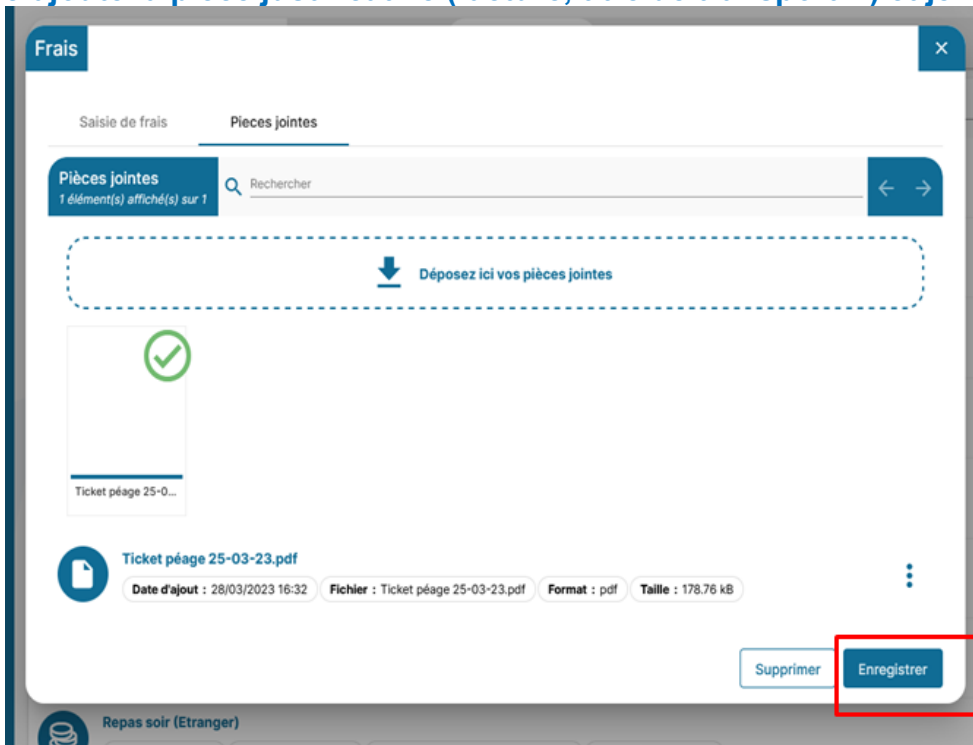 Frais
×
Saisie de frais Pieces jointes
Pièces jointes
1 élément(s) affiché(s) sur 1
Rechercher
Déposez ici vos pièces jointes
Ticket péage 25-0...
Ticket péage 25-03-23.pdf
Date d'ajout : 28/03/2023 16:32 Fichier : Ticket péage 25-03-23.pdf Format : pdf Taille : 178.76 kB
Supprimer Enregistrer
Repas soir (Etranger)